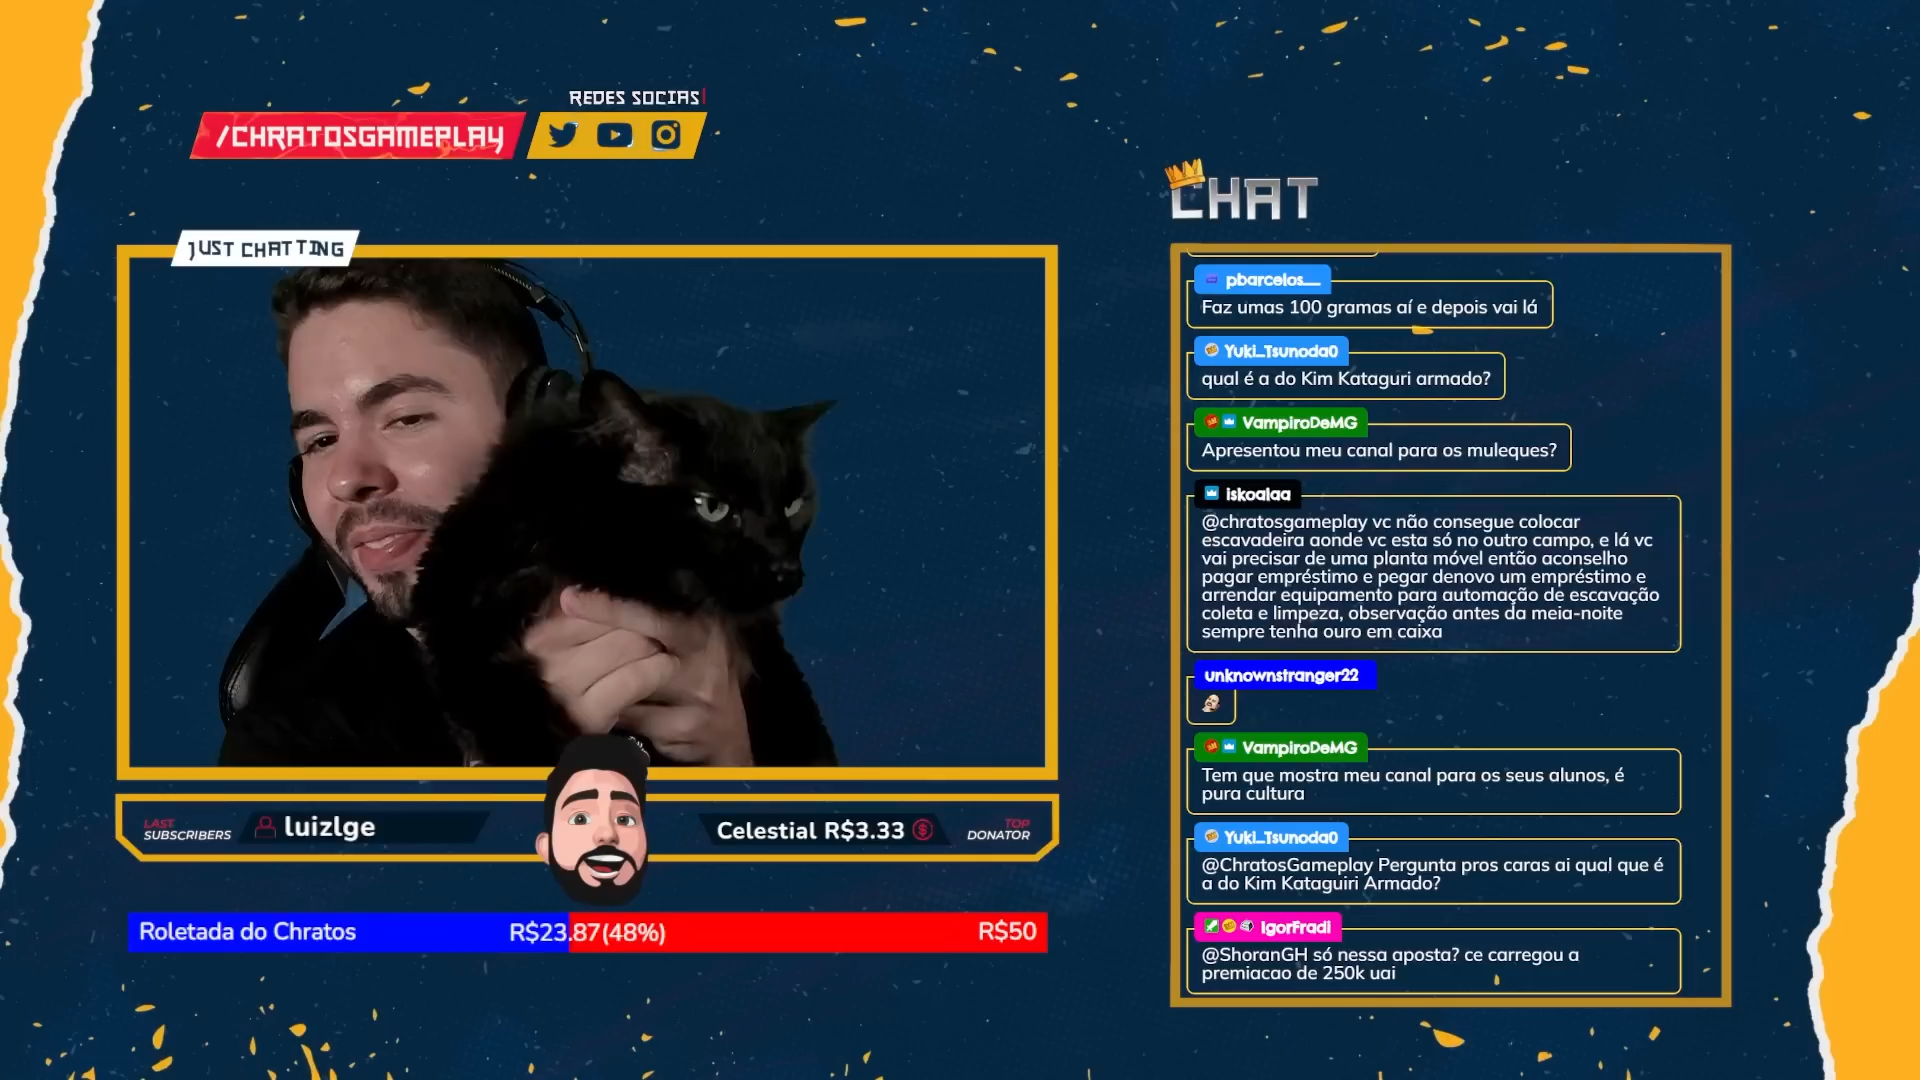 REDES SOCIAS
/CHRATOSGAMEPLAY
JUST CHATTING
CHAT
pbarcelos__
Faz umas 100 gramas aí e depois vai lá
Yuki_Tsunoda0
qual é a do Kim Kataguri armado?
VampiroDeMG
Apresentou meu canal para os muleques?
iskoalaa
@chratosgameplay vc não consegue colocar
escavadeira aonde vc esta só no outro campo, e lá vc
vai precisar de uma planta móvel então aconselho
pagar empréstimo e pegar denovo um empréstimo e
arrendar equipamento para automação de escavação
coleta e limpeza, observação antes da meia-noite
sempre tenha ouro em caixa
unknownstranger22
VampiroDeMG
Tem que mostra meu canal para os seus alunos, é
pura cultura
Yuki_Tsunoda0
@ChratosGameplay Pergunta pros caras ai qual que é
a do Kim Kataguiri Armado?
IgorFradi
@ShoranGH só nessa aposta? ce carregou a
premiacao de 250k uai
LAST
SUBSCRIBERS
luizlge
Celestial R$3.33
TOP
DONATOR
Roletada do Chratos
R$23.87(48%)
R$50